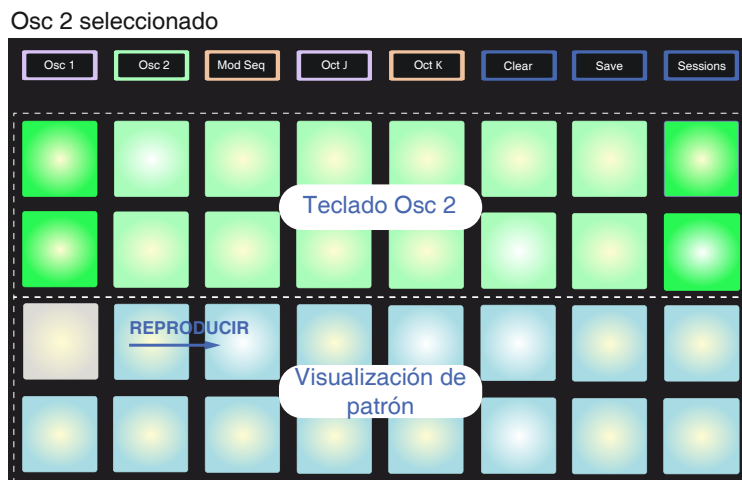 Osc 2 seleccionado
Osc 1 Osc 2 Mod Seq Oct J Oct K Clear Save Sessions
Teclado Osc 2
REPRODUCIR
Visualización de
patrón